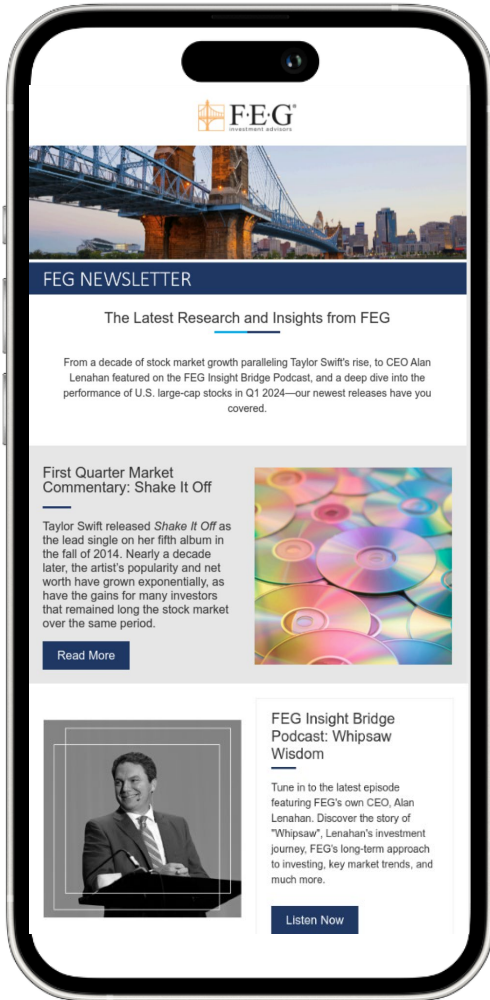 F·E·G®
investment advisors
FEG NEWSLETTER
The Latest Research and Insights from FEG
From a decade of stock market growth paralleling Taylor Swift's rise, to CEO Alan
Lenahan featured on the FEG Insight Bridge Podcast, and a deep dive into the
performance of U.S. large-cap stocks in Q1 2024—our newest releases have you
covered.
First Quarter Market
Commentary: Shake It Off
Taylor Swift released Shake It Off as
the lead single on her fifth album in
the fall of 2014. Nearly a decade
later, the artist's popularity and net
worth have grown exponentially, as
have the gains for many investors
that remained long the stock market
over the same period.
Read More
FEG Insight Bridge
Podcast: Whipsaw
Wisdom
Tune in to the latest episode
featuring FEG's own CEO, Alan
Lenahan. Discover the story of
"Whipsaw", Lenahan's investment
journey, FEG's long-term approach
to investing, key market trends, and
much more.
Listen Now